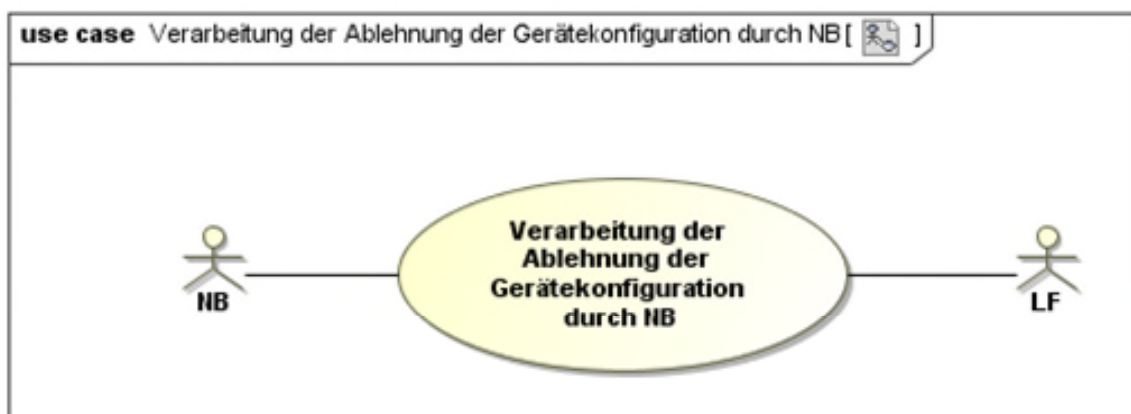 use case Verarbeitung der Ablehnung der Gerätekonfiguration durch NB [ ]
Verarbeitung der
Ablehnung der
Gerätekonfiguration
durch NB
NB
LF